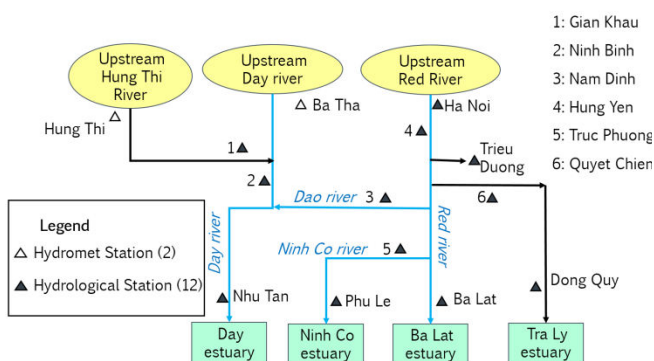 Upstream
Hung Thi
River
Upstream
Day river
Upstream
Red River
1: Gian Khau
2: Ninh Binh
3: Nam Dinh
4: Hung Yen
5: Truc Phuong
6: Quyet Chien
Hung Thi
Ba Tha
Ha Noi
4
1
Trieu
Duong
2
Dao river
3
6
Legend
Hydromet Station (2)
Hydrological Station (12)
Day river
Ninh Co river
5
Red river
Nhu Tan
Phu Le
Ba Lat
Dong Quy
Day
estuary
Ninh Co
estuary
Ba Lat
estuary
Tra Ly
estuary